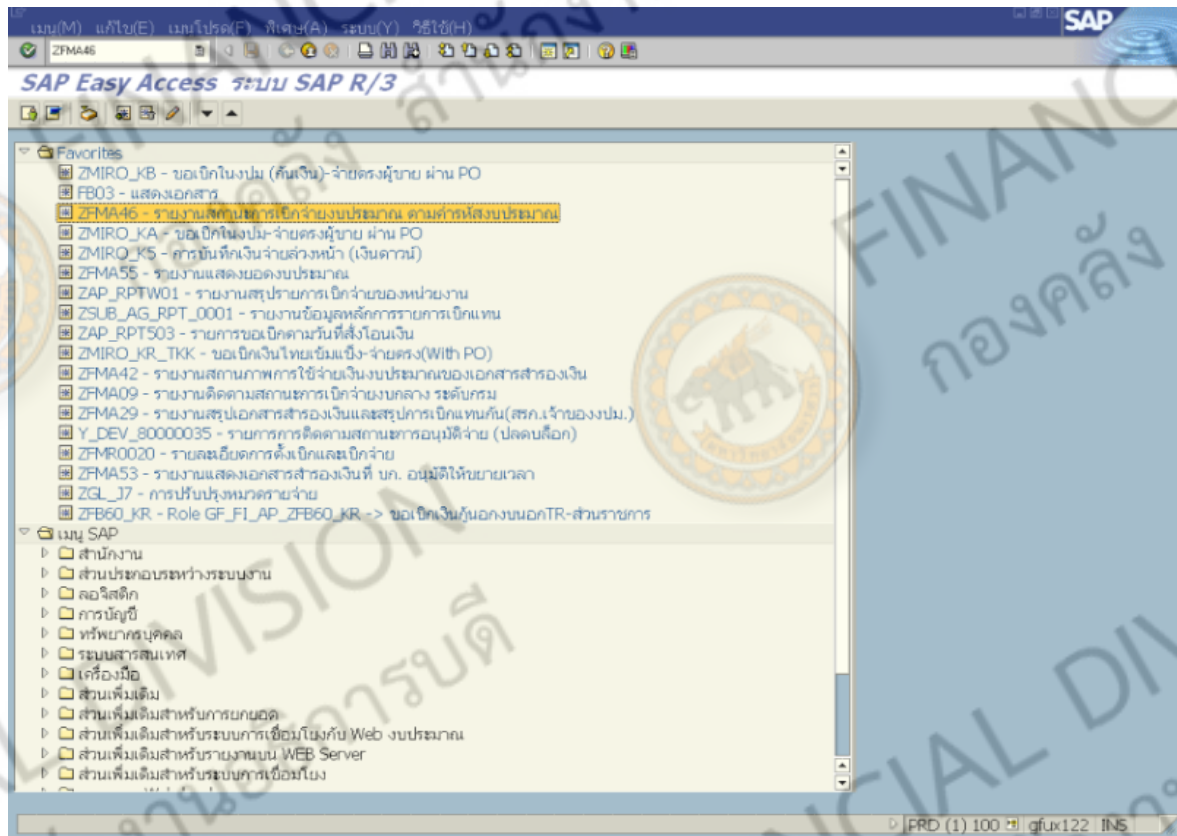 เมนู(M) แก้ไข(E) เมนูโปรด(F) พิเศษ(A) ระบบ(Y) วิธีใช้(H)
SAP
ZFMA46
SAP Easy Access ระบบ SAP R/3
Favorites
ZMIRO_KB - ขอเบิกในงปม (กันเงิน)-จ่ายตรงผู้ขาย ผ่าน PO
FB03 - แสดงเอกสาร
ZFMA46 - รายงานสถานะการเบิกจ่ายงบประมาณ ตามค่ารหัสงบประมาณ
ZMIRO_KA - ขอเบิกในงปม-จ่ายตรงผู้ขาย ผ่าน PO
ZMIRO_K5 - การบันทึกเงินจ่ายล่วงหน้า (เงินดาวน์)
ZFMA55 - รายงานแสดงยอดงบประมาณ
ZAP_RPTW01 - รายงานสรุปรายการเบิกจ่ายของหน่วยงาน
ZSUB_AG_RPT_0001 - รายงานข้อมูลหลักการรายการเบิกแทน
ZAP_RPT503 - รายการขอเบิกตามวันที่สั่งโอนเงิน
ZMIRO_KR_TKK - ขอเบิกเงินไทยเข้มแข็ง-จ่ายตรง(With PO)
ZFMA42 - รายงานสถานภาพการใช้จ่ายเงินงบประมาณของเอกสารสำรองเงิน
ZFMA09 - รายงานติดตามสถานะการเบิกจ่ายงบกลาง ระดับกรม
ZFMA29 - รายงานสรุปเอกสารสำรองเงินและสรุปการเบิกแทนกัน(สรก.เจ้าของงปม.)
Y_DEV_80000035 - รายการการติดตามสถานะการอนุมัติจ่าย (ปลดบล็อก)
ZFMR0020 - รายละเอียดการตั้งเบิกและเบิกจ่าย
ZFMA53 - รายงานแสดงเอกสารสำรองเงินที่ บก. อนุมัติให้ขยายเวลา
ZGL_J7 - การปรับปรุงหมวดรายจ่าย
ZFB60_KR - Role GF_FI_AP_ZFB60_KR -> ขอเบิกเงินกู้นอกงบนอกTR-ส่วนราชการ
เมนู SAP
สำนักงาน
ส่วนประกอบระหว่างระบบงาน
ลอจิสติก
การบัญชี
ทรัพยากรบุคคล
ระบบสารสนเทศ
เครื่องมือ
ส่วนเพิ่มเติม
ส่วนเพิ่มเติมสำหรับการยกยอด
ส่วนเพิ่มเติมสำหรับระบบการเชื่อมโยงกับ Web งบประมาณ
ส่วนเพิ่มเติมสำหรับรายงานบน WEB Server
ส่วนเพิ่มเติมสำหรับระบบการเชื่อมโยง
PRD (1) 100 gfux122 INS
FINANCIAL DIVISION
กองคลัง สำนักงานอธิการบดี
FINANCIAL DIVISION
กองคลัง